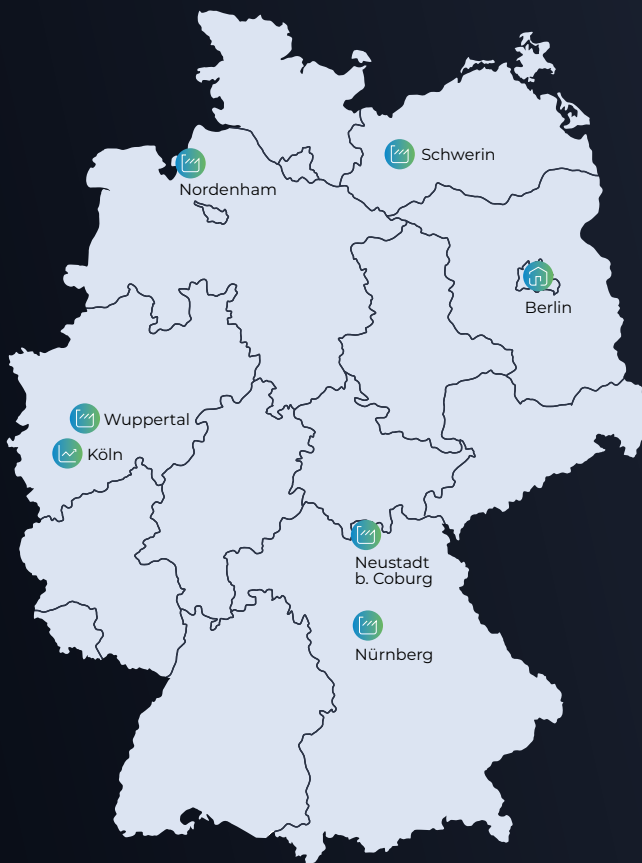 Schwerin
Nordenham
Berlin
Wuppertal
Köln
Neustadt
b. Coburg
Nürnberg